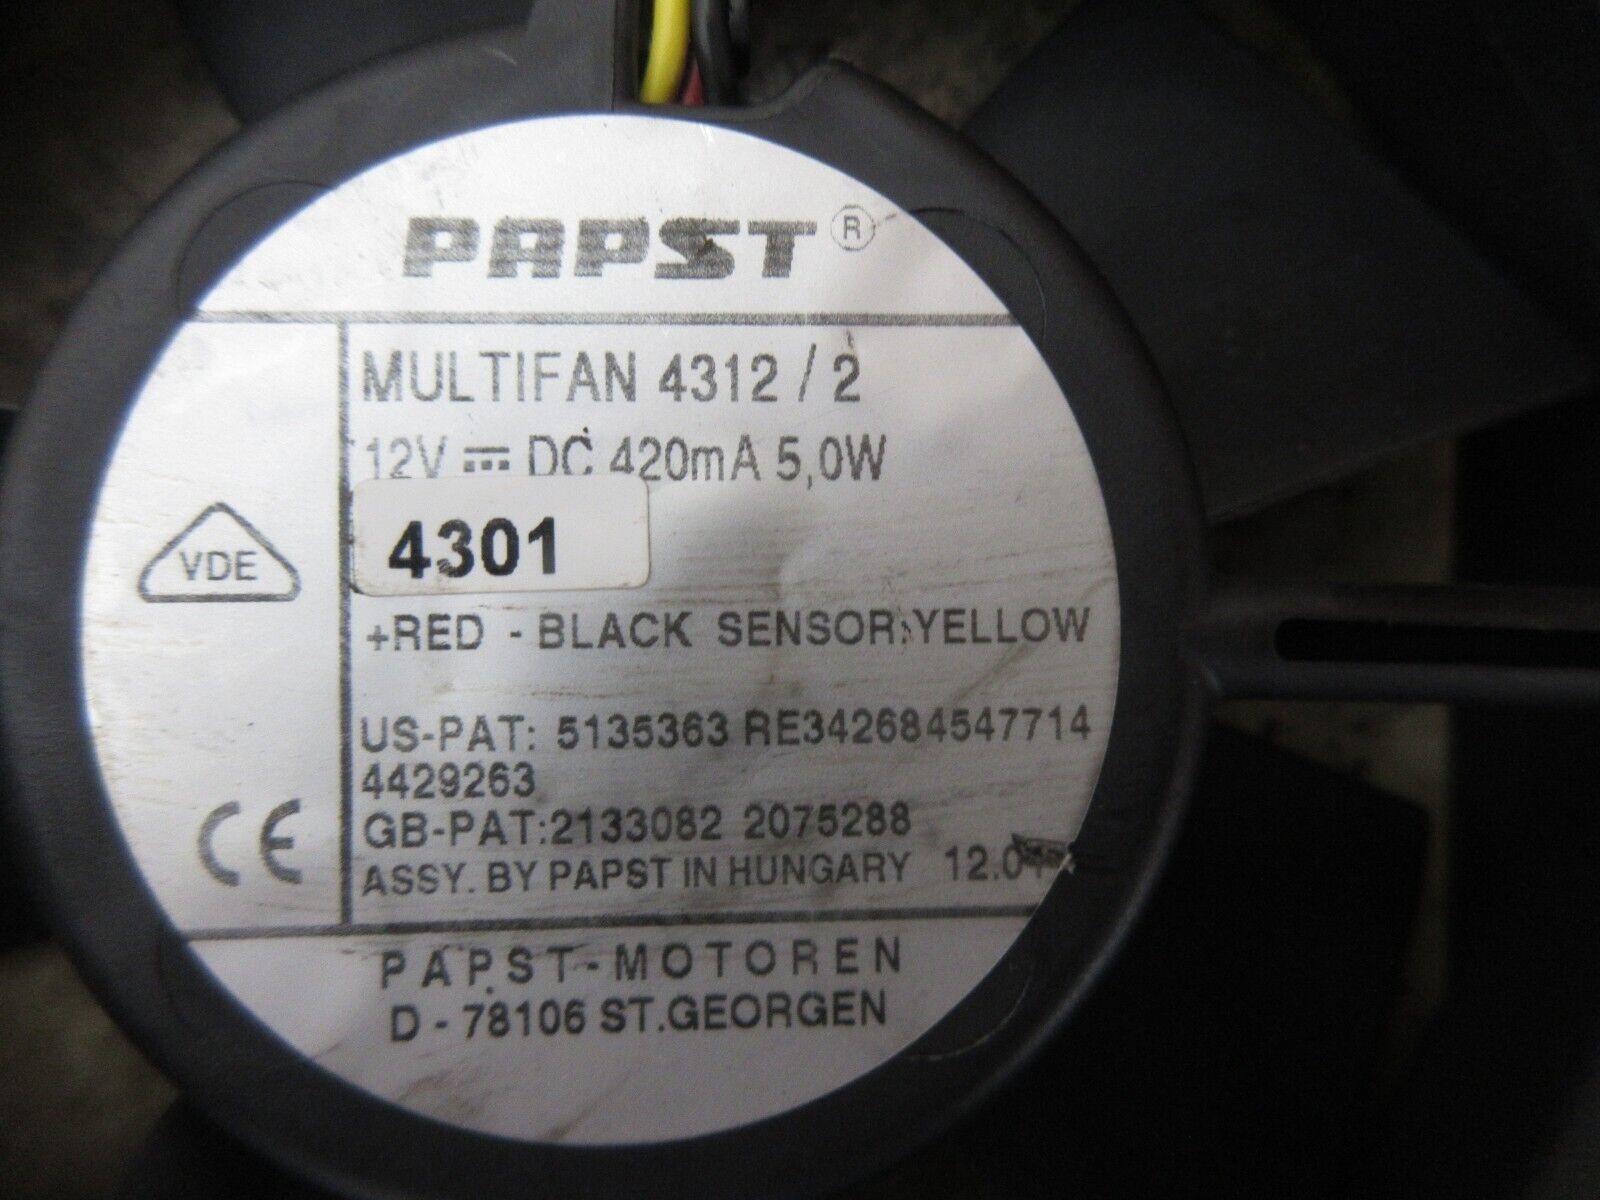 PAPST ®
MULTIFAN 4312 / 2
12V ⎓ DC 420mA 5,0W
4301
VDE
+RED - BLACK SENSOR:YELLOW
US-PAT: 5135363 RE342684547714
4429263
GB-PAT:2133082 2075288
CE
ASSY. BY PAPST IN HUNGARY
PAPST-MOTOREN
D - 78106 ST.GEORGEN